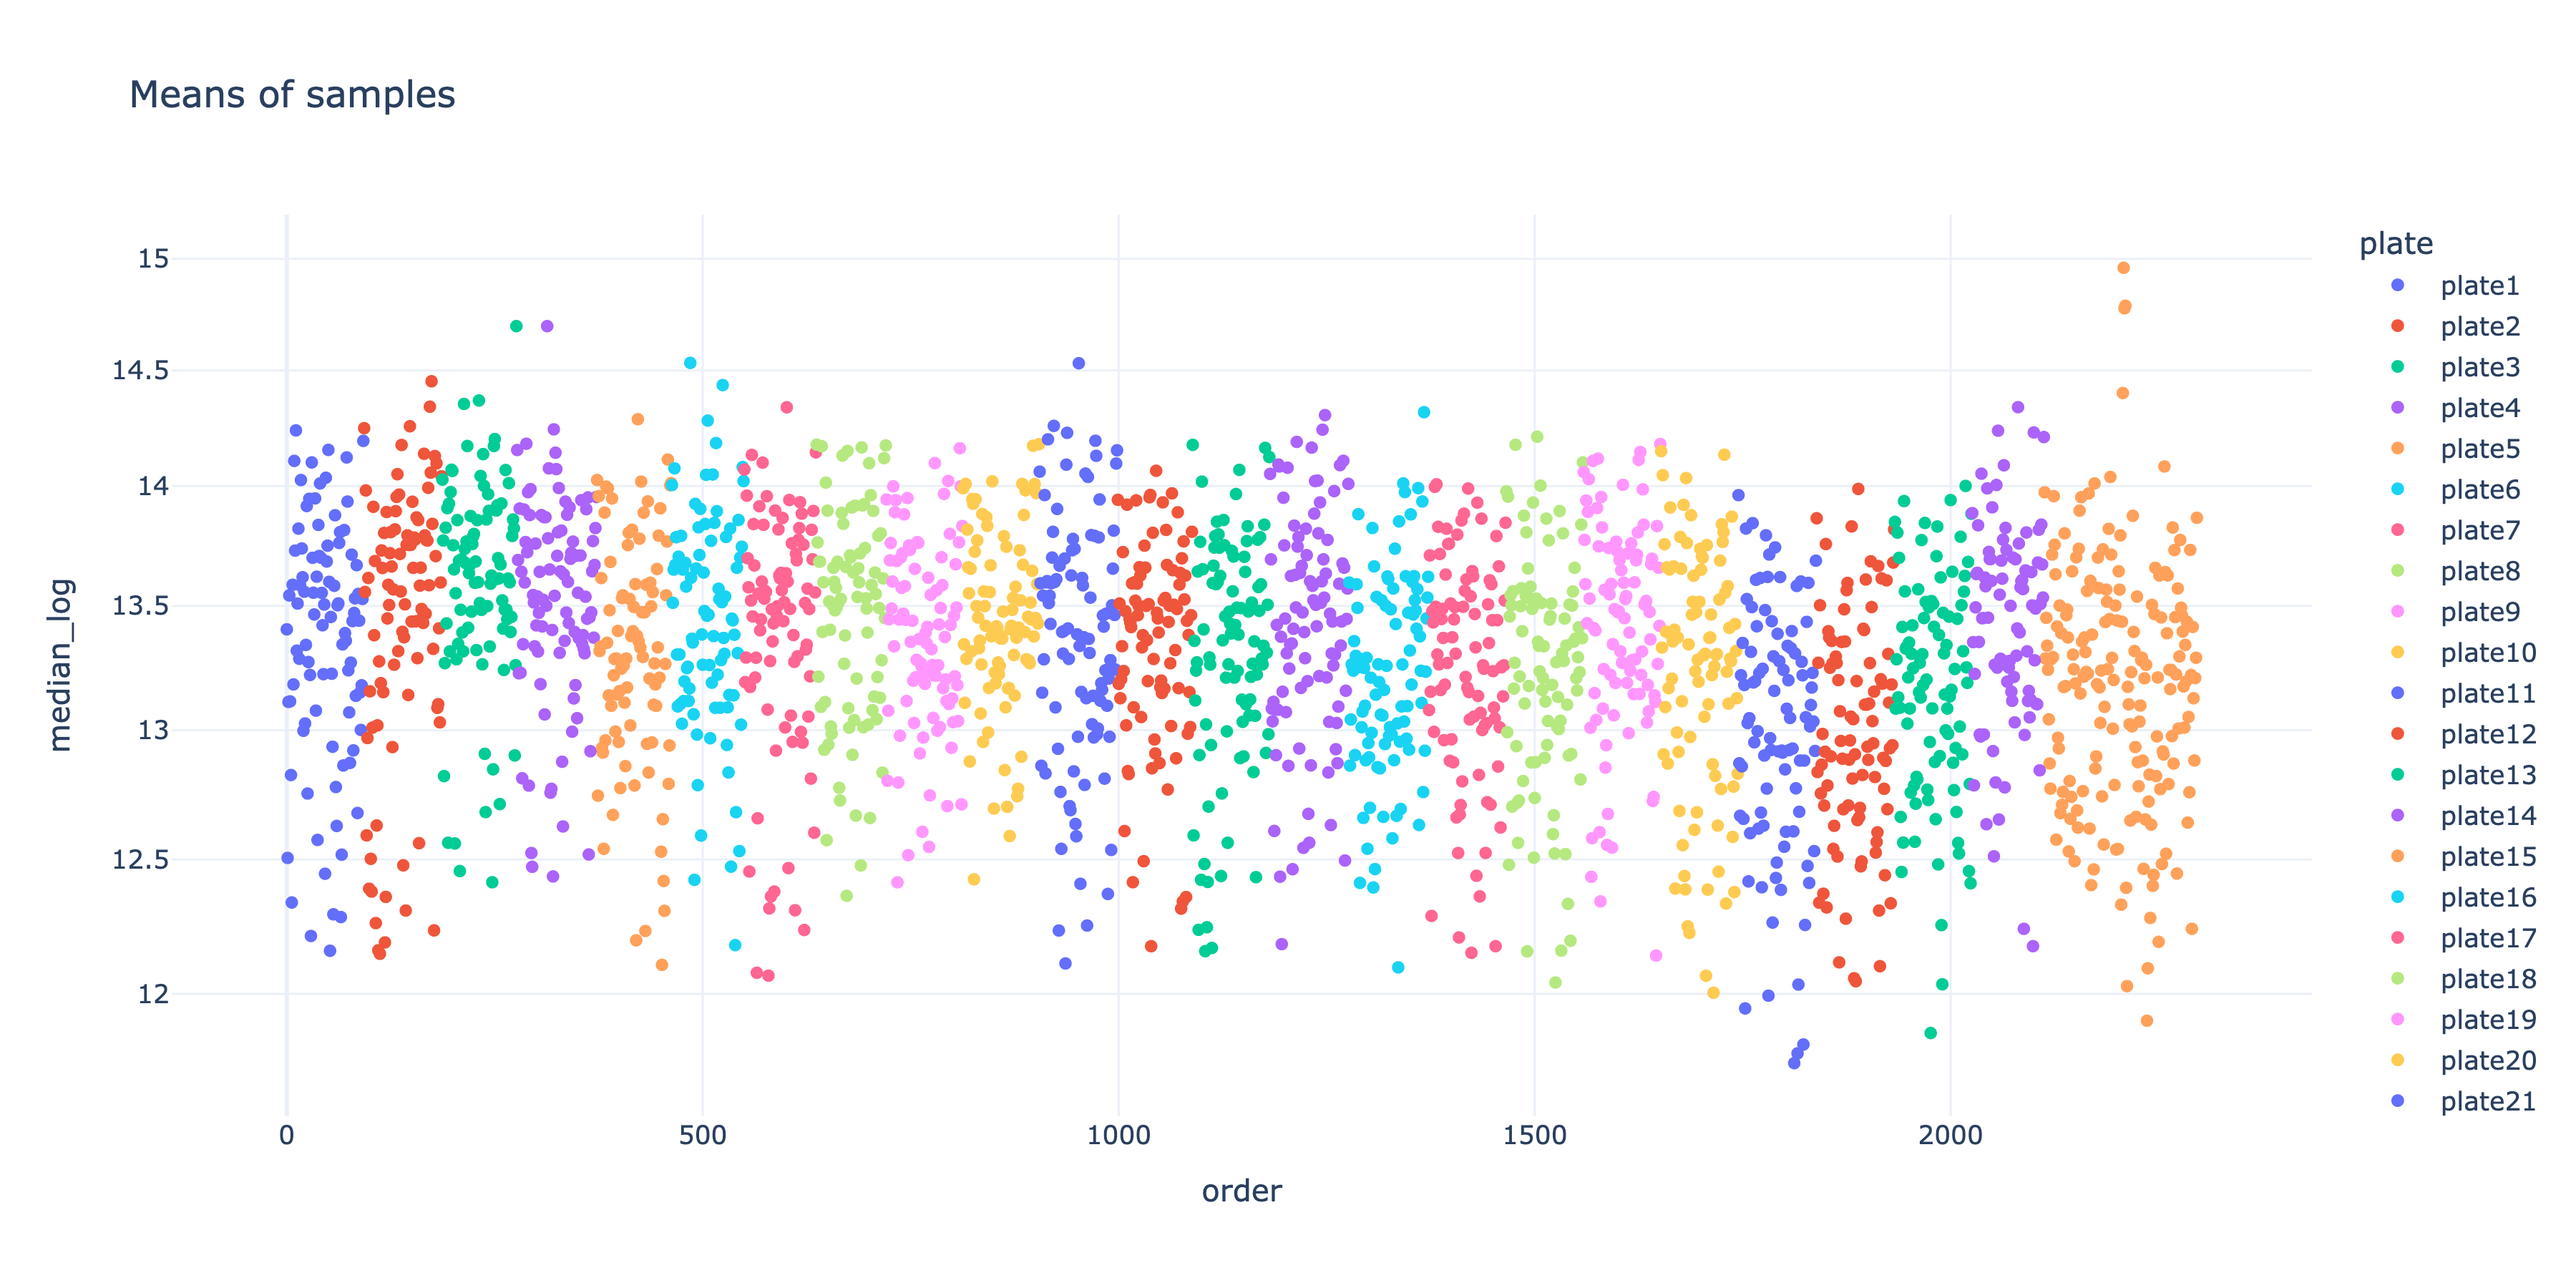 Means of samples
15
14.5
14
13.5
13
12.5
12
median_log
0
500
1000
1500
2000
order
plate
plate1
plate2
plate3
plate4
plate5
plate6
plate7
plate8
plate9
plate10
plate11
plate12
plate13
plate14
plate15
plate16
plate17
plate18
plate19
plate20
plate21